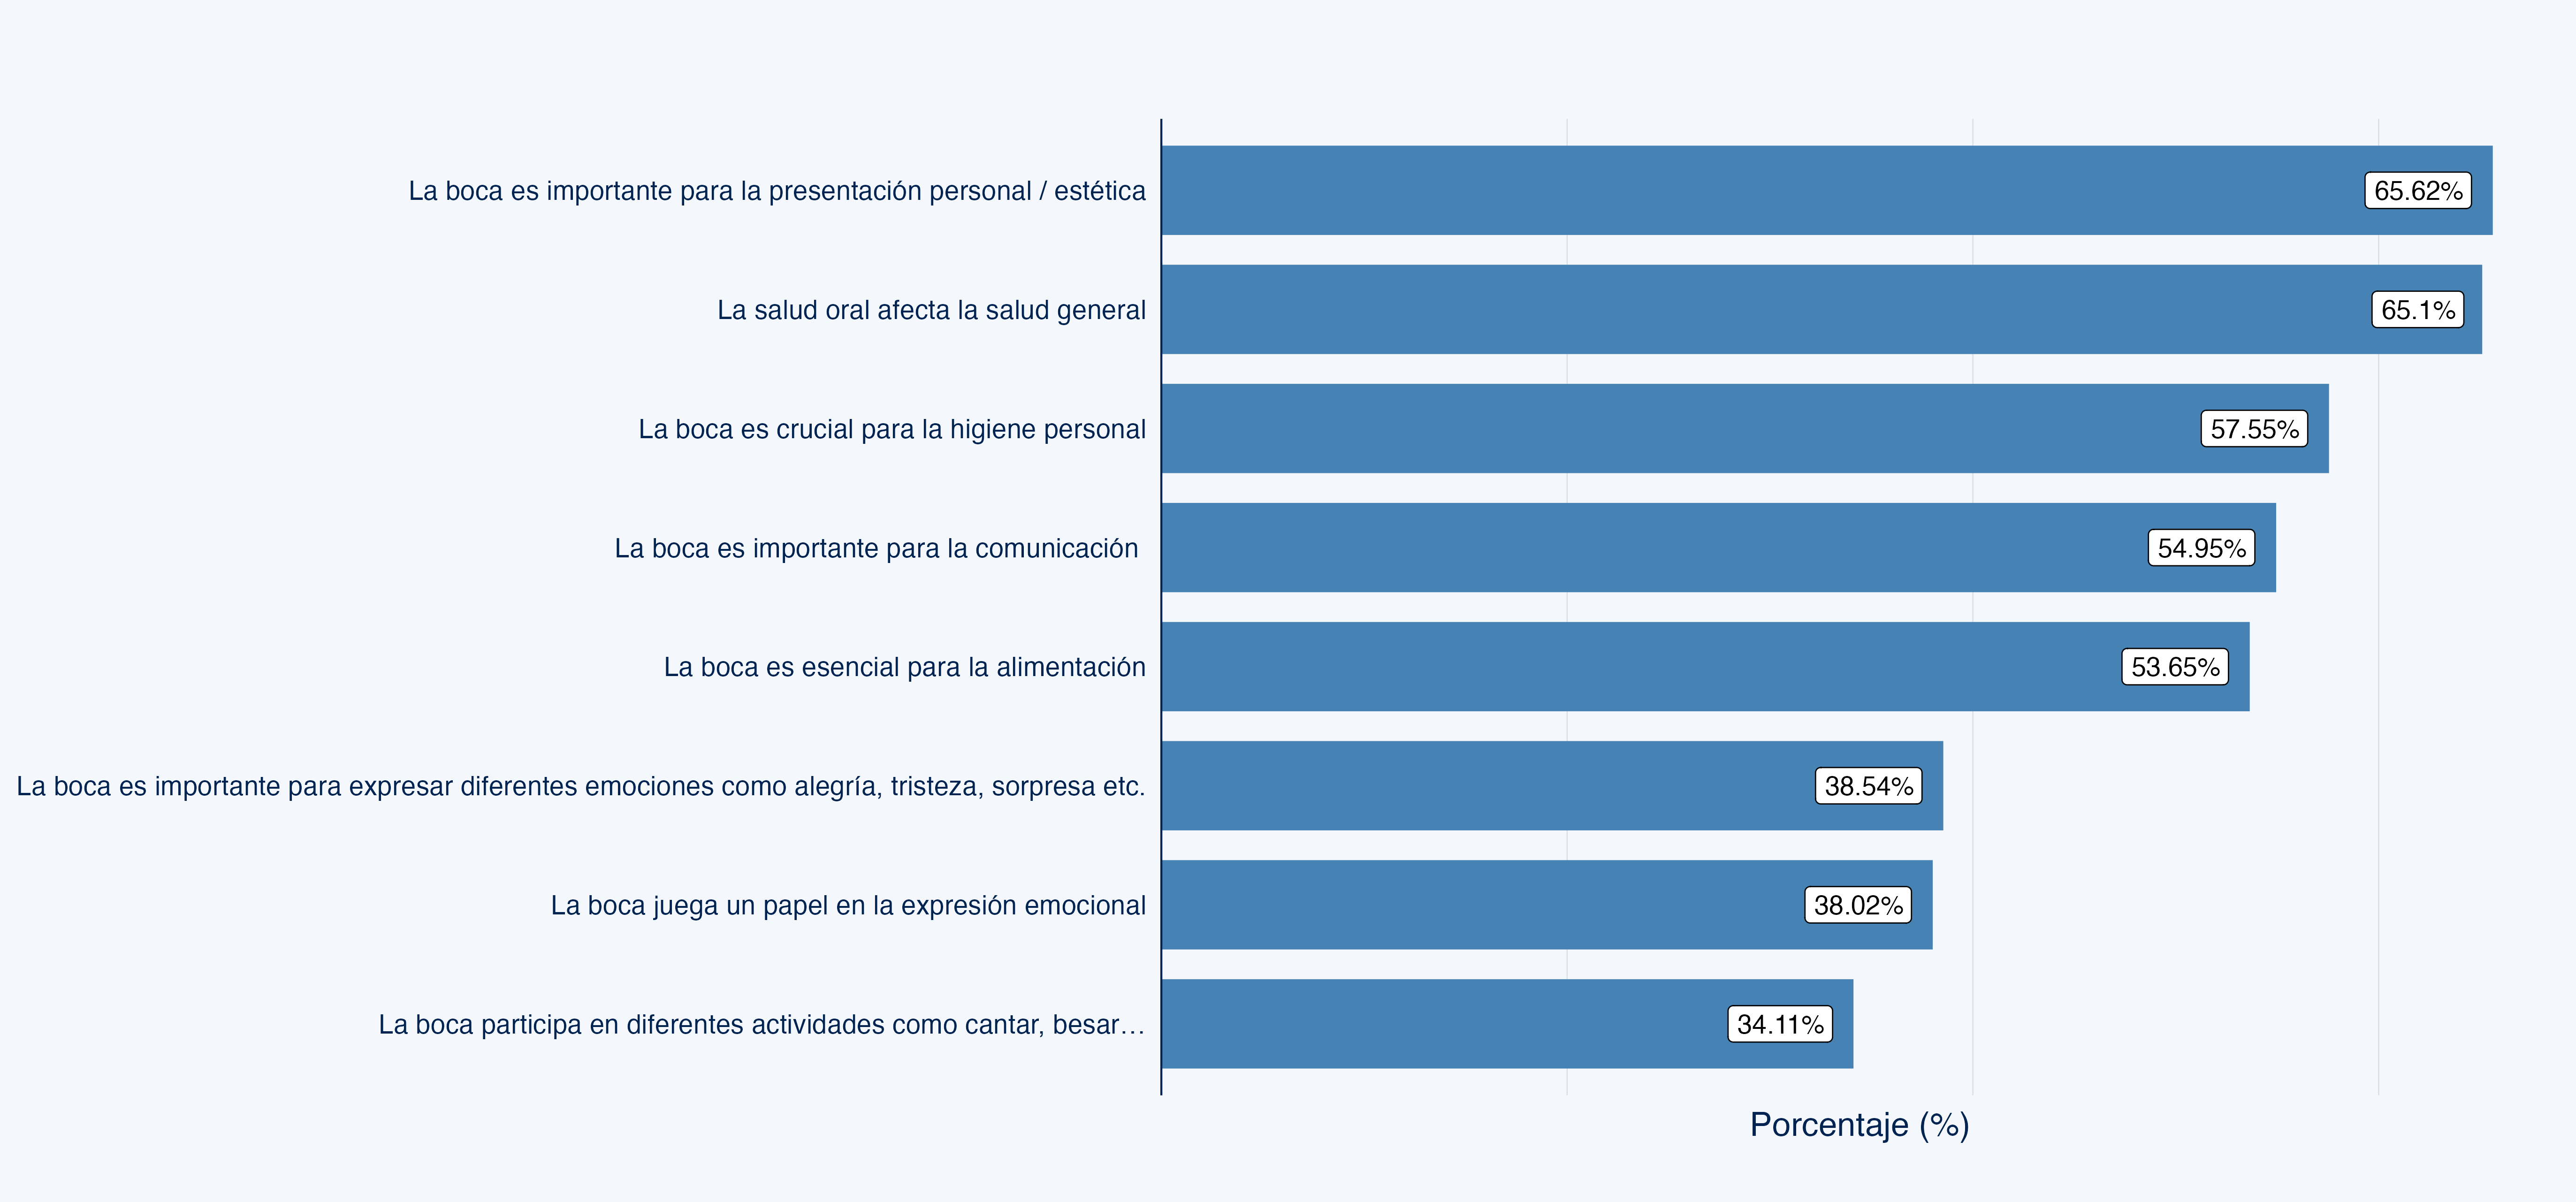 La boca es importante para la presentación personal / estética
65.62%
La salud oral afecta la salud general
65.1%
La boca es crucial para la higiene personal
57.55%
La boca es importante para la comunicación
54.95%
La boca es esencial para la alimentación
53.65%
La boca es importante para expresar diferentes emociones como alegría, tristeza, sorpresa etc.
38.54%
La boca juega un papel en la expresión emocional
38.02%
La boca participa en diferentes actividades como cantar, besar…
34.11%
Porcentaje (%)